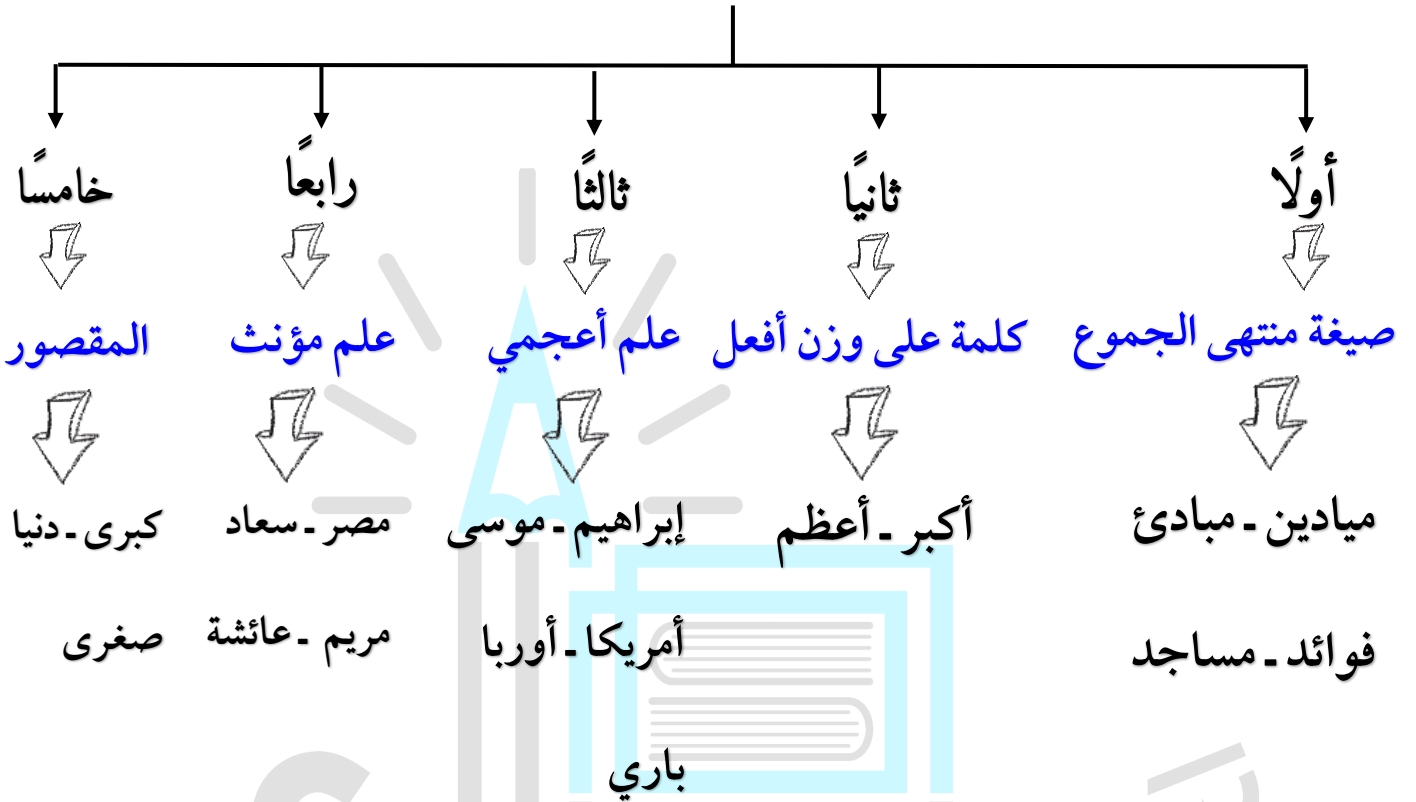 أولًا
ثانيًا
ثالثًا
رابعًا
خامسًا
صيغة منتهى الجموع
كلمة على وزن أفعل
علم أعجمي
علم مؤنث
المقصور
ميادين ـ مبادئ
أكبر ـ أعظم
إبراهيم ـ موسى
مصر ـ سعاد
كبرى ـ دنيا
فوائد ـ مساجد
أمريكا ـ أوربا
مريم ـ عائشة
صغرى
باري